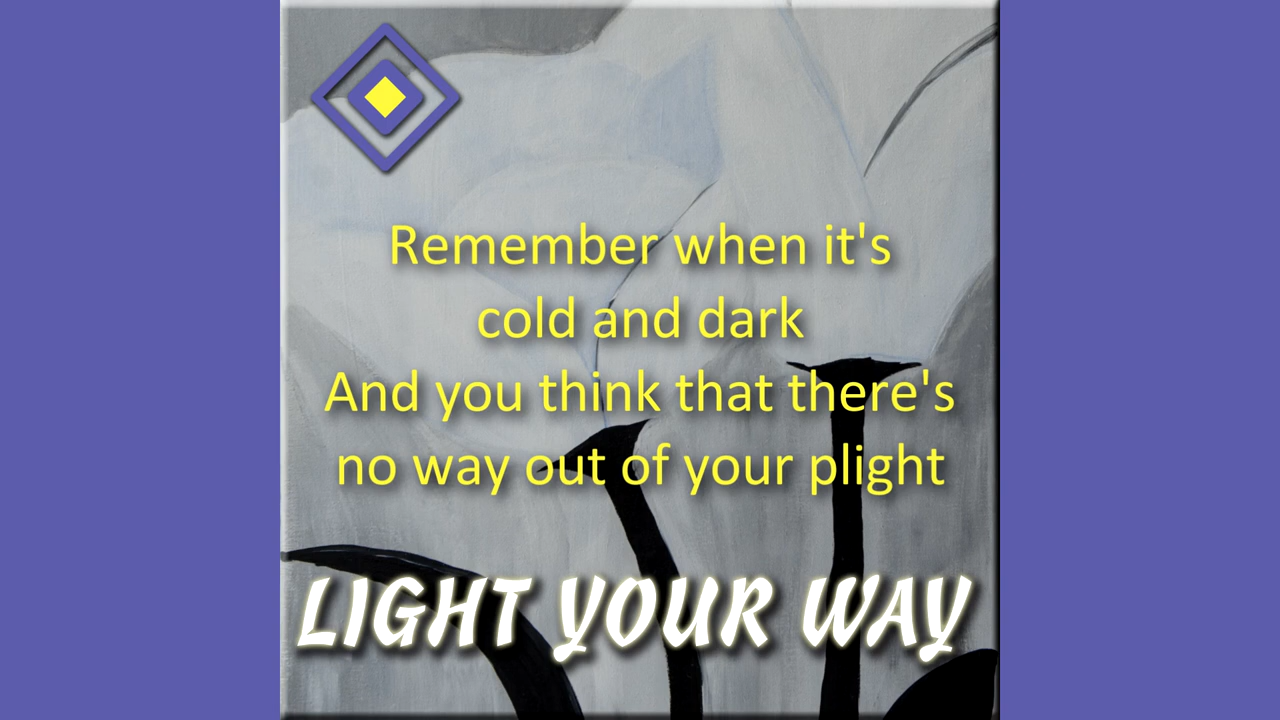 Remember when it's
cold and dark
And you think that there's
no way out of your plight
LIGHT YOUR WAY